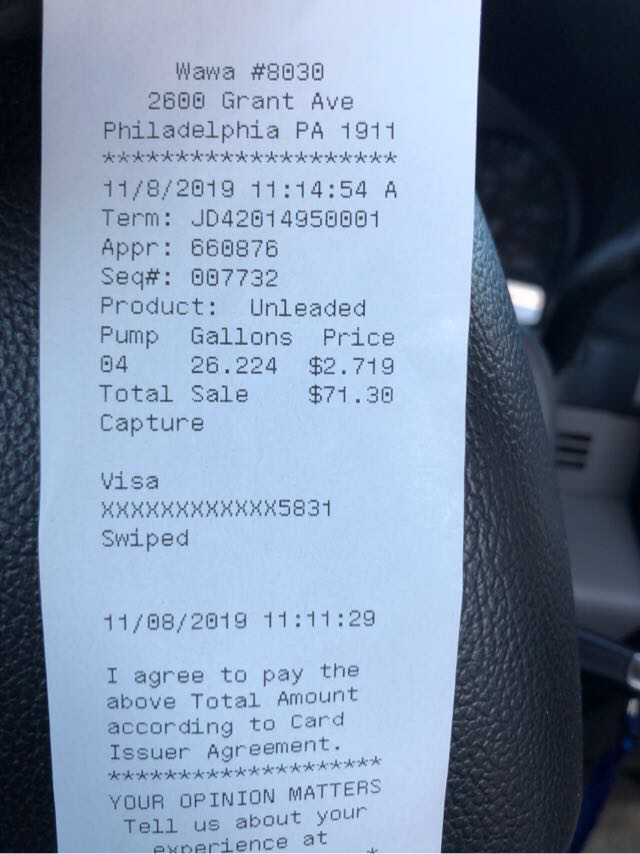 Wawa #8030
2600 Grant Ave
Philadelphia PA 1911
********************
11/8/2019 11:14:54 A
Term: JD42014950001
Appr: 660876
Seq#: 007732
Product: Unleaded
Pump Gallons Price
04 26.224 $2.719
Total Sale $71.30
Capture
Visa
XXXXXXXXXXXX5831
Swiped
11/08/2019 11:11:29
I agree to pay the
above Total Amount
according to Card
Issuer Agreement.
********************
YOUR OPINION MATTERS
Tell us about your
experience at